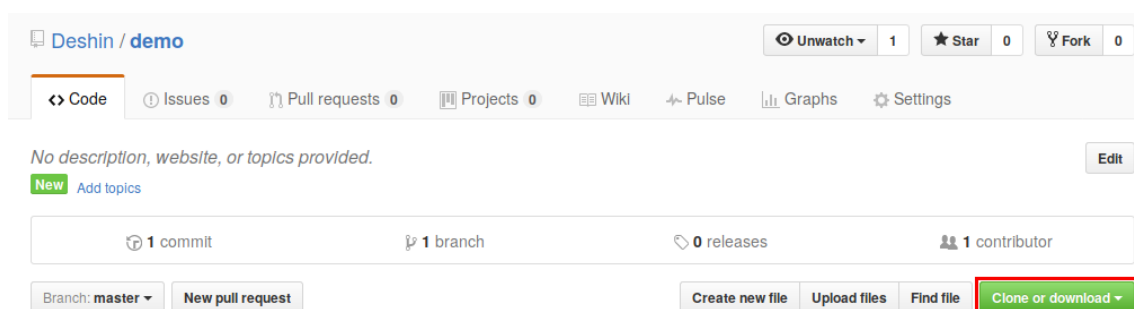 Deshin / demo Unwatch 1 Star 0 Fork 0
Code Issues 0 Pull requests 0 Projects 0 Wiki Pulse Graphs Settings
No description, website, or topics provided. Edit
New Add topics
1 commit 1 branch 0 releases 1 contributor
Branch: master New pull request Create new file Upload files Find file Clone or download